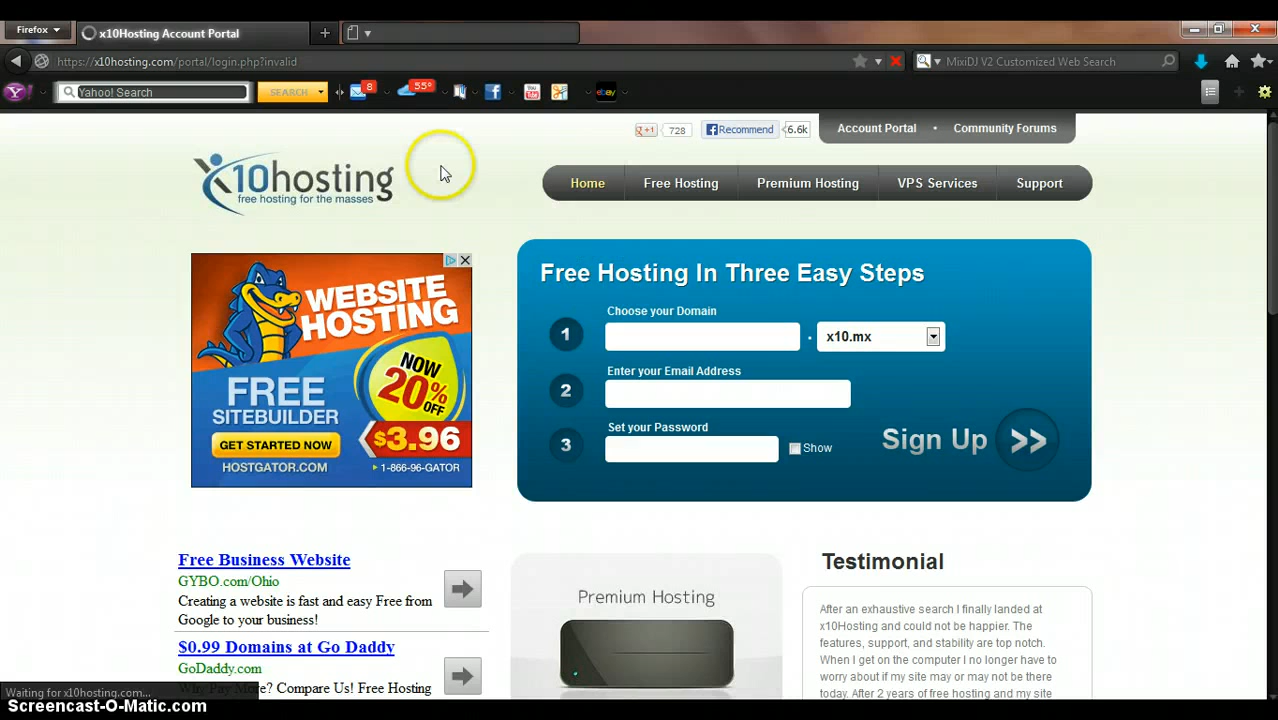 Firefox
x10Hosting Account Portal
https://x10hosting.com/portal/login.php?invalid
MixiDJ V2 Customized Web Search
Yahoo! Search
SEARCH
8
55°
You Tube
ebay
+1
728
Recommend
6.6k
Account Portal • Community Forums
x10hosting
free hosting for the masses
Home
Free Hosting
Premium Hosting
VPS Services
Support
WEBSITE
HOSTING
FREE
SITEBUILDER
NOW
20% OFF
$3.96
GET STARTED NOW
HOSTGATOR.COM
1-866-96-GATOR
Free Hosting In Three Easy Steps
Choose your Domain
1
. x10.mx
Enter your Email Address
2
Set your Password
3
Show
Sign Up >>
Free Business Website
GYBO.com/Ohio
Creating a website is fast and easy Free from
Google to your business!
$0.99 Domains at Go Daddy
GoDaddy.com
Why Pay More? Compare Us! Free Hosting
Premium Hosting
Testimonial
After an exhaustive search I finally landed at
x10Hosting and could not be happier. The
features, support, and stability are top notch.
When I get on the computer I no longer have to
worry about if my site may or may not be there
today. After 2 years of free hosting and my site
Waiting for x10hosting.com...
Screencast-O-Matic.com